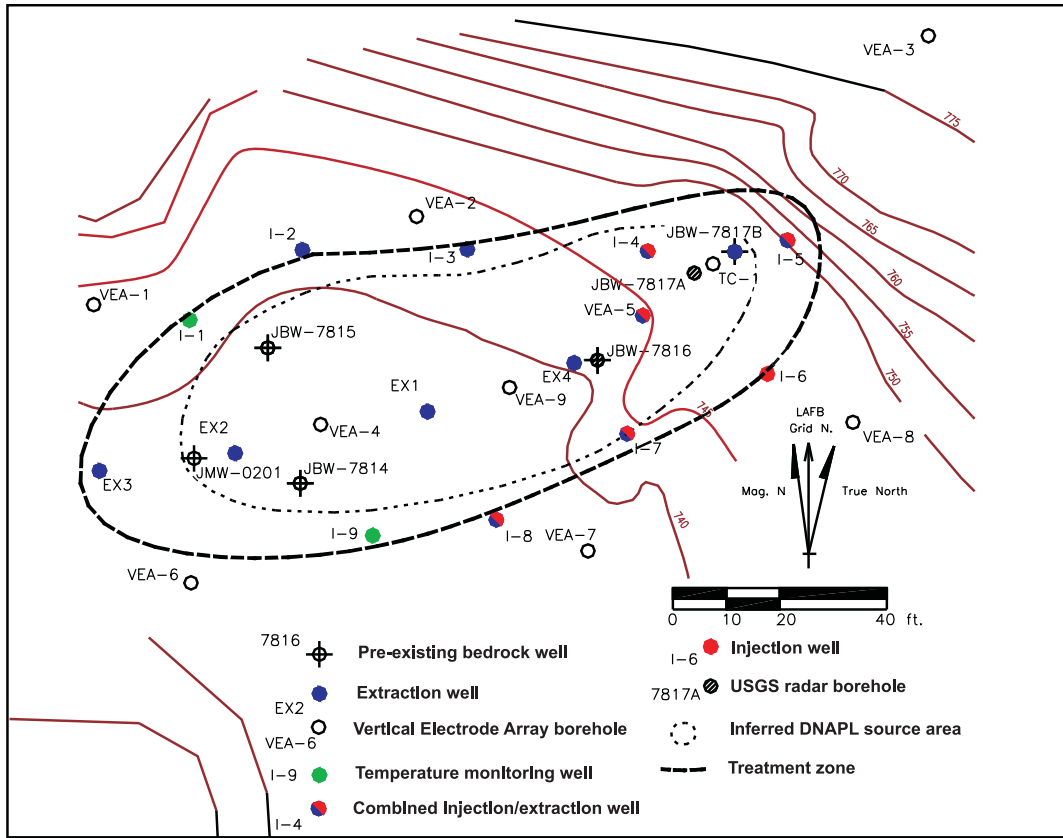 VEA-3
775
770
765
760
755
750
VEA-2
I-2
I-3
I-4
JBW-7817B
I-5
TC-1
JBW-7817A
VEA-1
VEA-5
I-1
JBW-7815
JBW-7816
EX4
I-6
EX1
VEA-9
745
LAFB
Grid N.
EX2
VEA-4
I-7
VEA-8
JMW-0201
JBW-7814
EX3
Mag. N
True North
740
I-9
I-8
VEA-7
VEA-6
0 10 20 40 ft.
7816
Pre-existing bedrock well
Extraction well
EX2
Vertical Electrode Array borehole
VEA-6
I-9
Temperature monitoring well
Combined Injection/extraction well
I-4
Injection well
I-6
USGS radar borehole
7817A
Inferred DNAPL source area
Treatment zone